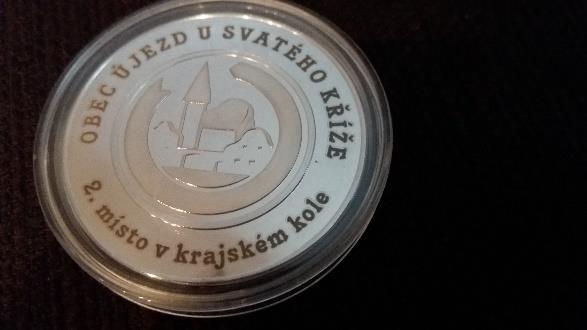 OBEC ÚJEZD U SVATÉHO KŘÍŽE
2. místo v krajském kole